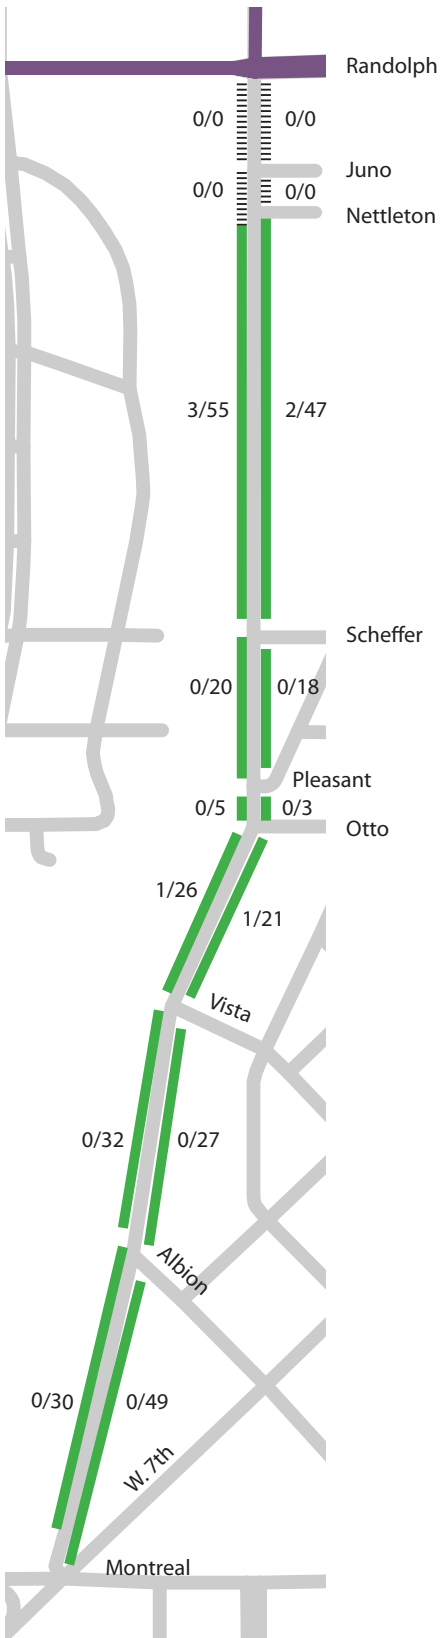 Randolph
0/0 0/0
Juno
0/0 0/0
Nettleton
3/55 2/47
Scheffer
0/20 0/18
Pleasant
0/5 0/3
Otto
1/26
1/21
Vista
0/32 0/27
Albion
0/30 0/49
W. 7th
Montreal